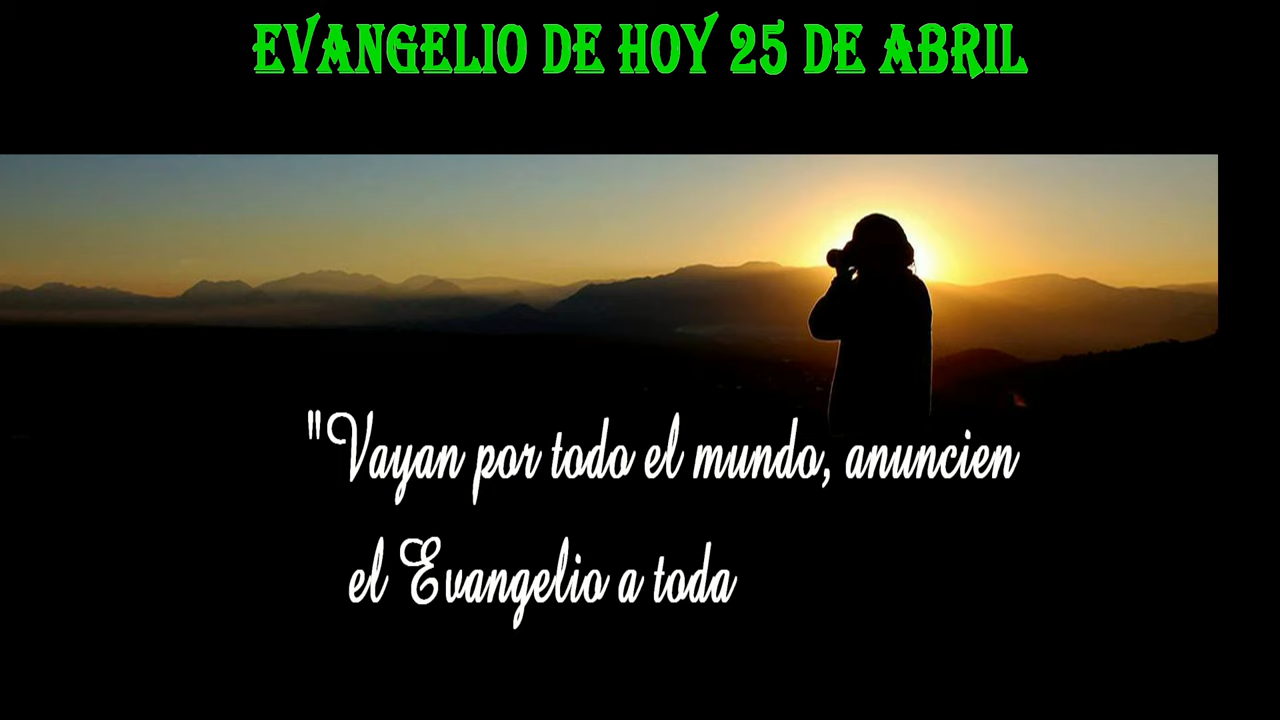 EVANGELIO DE HOY 25 DE ABRIL
"Vayan por todo el mundo, anuncien
el Evangelio a toda